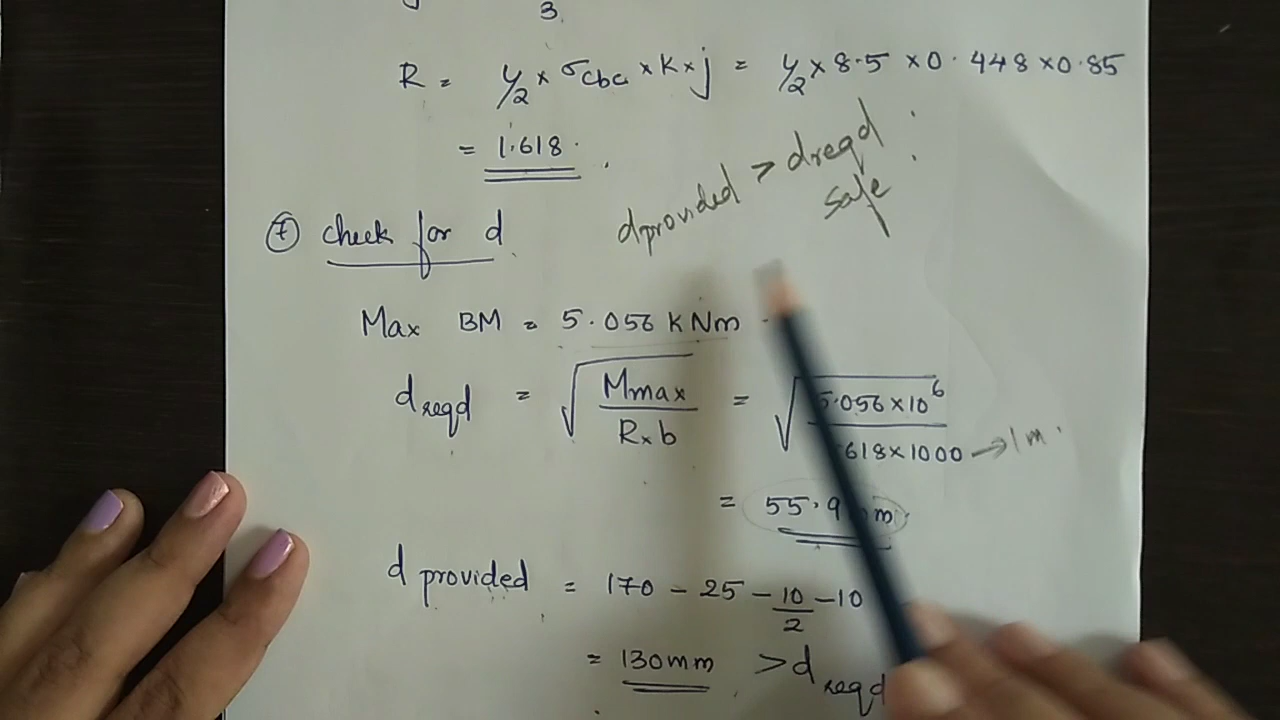 3.
R = 1/2 × σcbc × K × j = 1/2 × 8.5 × 0.448 × 0.85
= 1.618.
dprovided > dreqd
safe
⑦ Check for d
Max BM = 5.056 KNm
dreqd = √(Mmax / R×b) = √(5.056×10⁶ / 618×1000) → 1m.
= 55.9 m
d provided = 170 - 25 - 10/2 - 10
= 130mm > dreqd